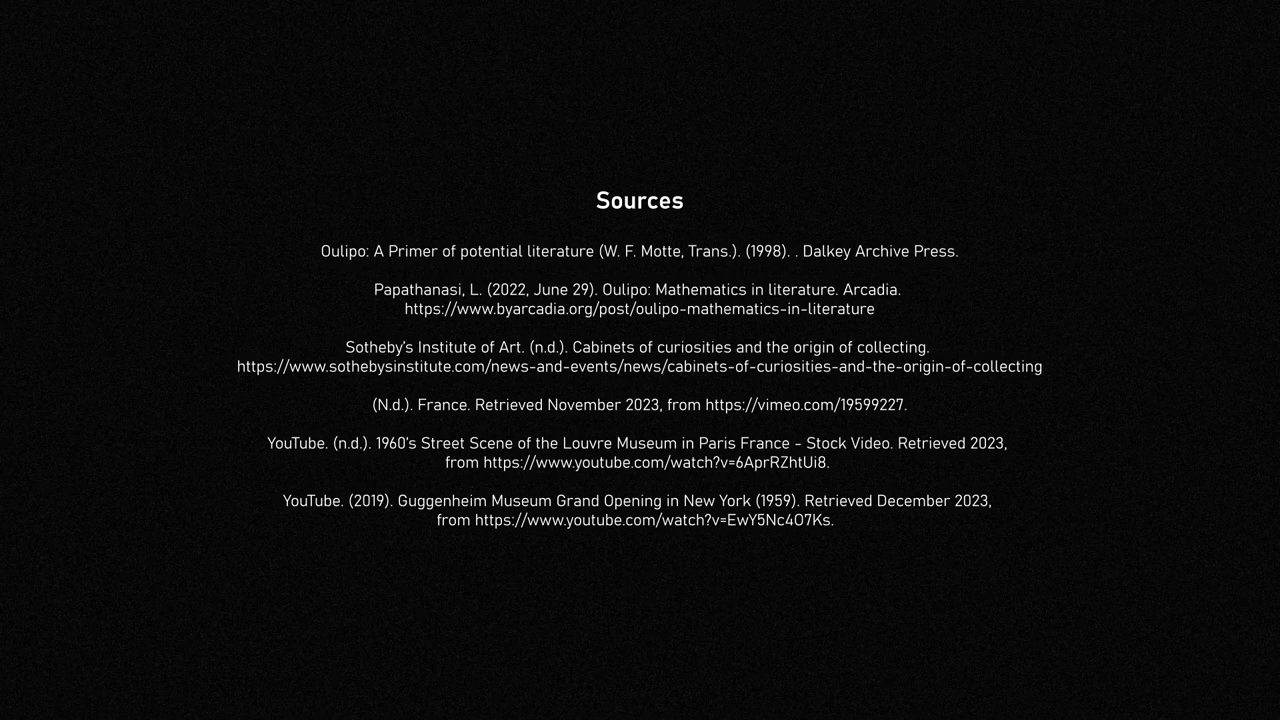 Sources
Oulipo: A Primer of potential literature (W. F. Motte, Trans.). (1998). . Dalkey Archive Press.
Papathanasi, L. (2022, June 29). Oulipo: Mathematics in literature. Arcadia.
https://www.byarcadia.org/post/oulipo-mathematics-in-literature
Sotheby's Institute of Art. (n.d.). Cabinets of curiosities and the origin of collecting.
https://www.sothebysinstitute.com/news-and-events/news/cabinets-of-curiosities-and-the-origin-of-collecting
(N.d.). France. Retrieved November 2023, from https://vimeo.com/19599227.
YouTube. (n.d.). 1960's Street Scene of the Louvre Museum in Paris France - Stock Video. Retrieved 2023,
from https://www.youtube.com/watch?v=6AprRZhtUi8.
YouTube. (2019). Guggenheim Museum Grand Opening in New York (1959). Retrieved December 2023,
from https://www.youtube.com/watch?v=EwY5Nc4O7Ks.